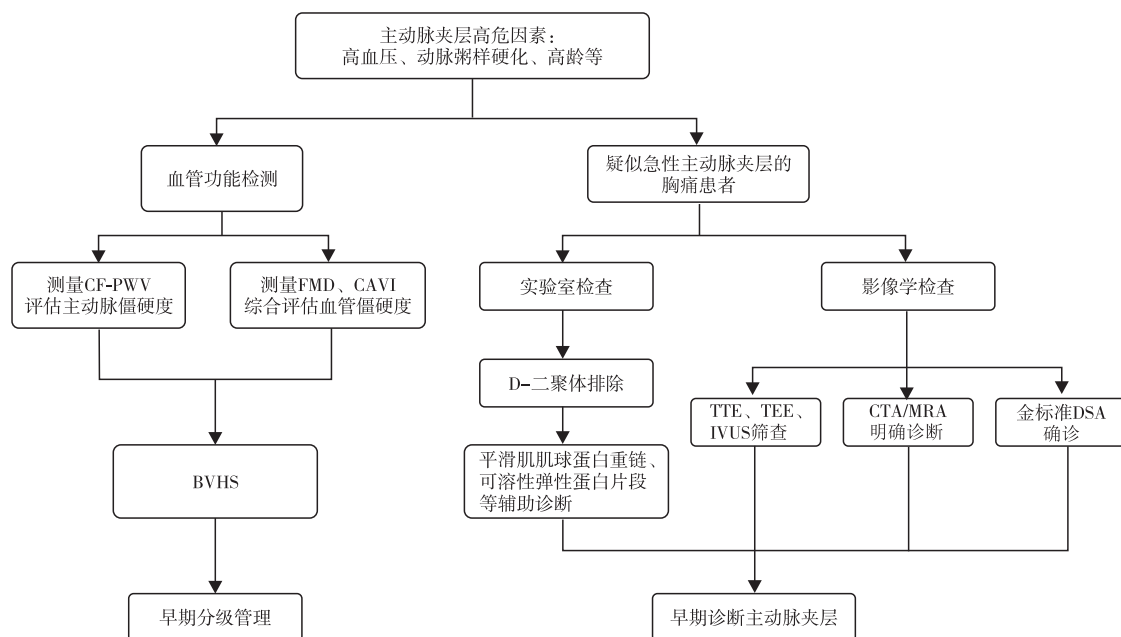 主动脉夹层高危因素：
高血压、动脉粥样硬化、高龄等
血管功能检测
疑似急性主动脉夹层的
胸痛患者
测量CF-PWV
评估主动脉僵硬度
测量FMD、CAVI
综合评估血管僵硬度
实验室检查
影像学检查
D-二聚体排除
TTE、TEE、
IVUS筛查
CTA/MRA
明确诊断
金标准DSA
确诊
BVHS
平滑肌肌球蛋白重链、
可溶性弹性蛋白片段
等辅助诊断
早期分级管理
早期诊断主动脉夹层